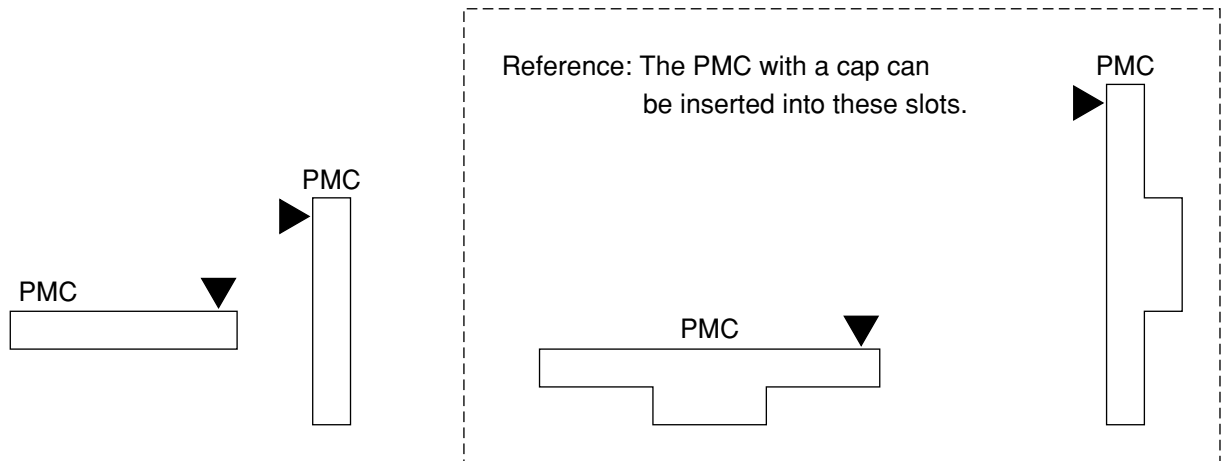 PMC
PMC
Reference: The PMC with a cap can
be inserted into these slots.
PMC
PMC